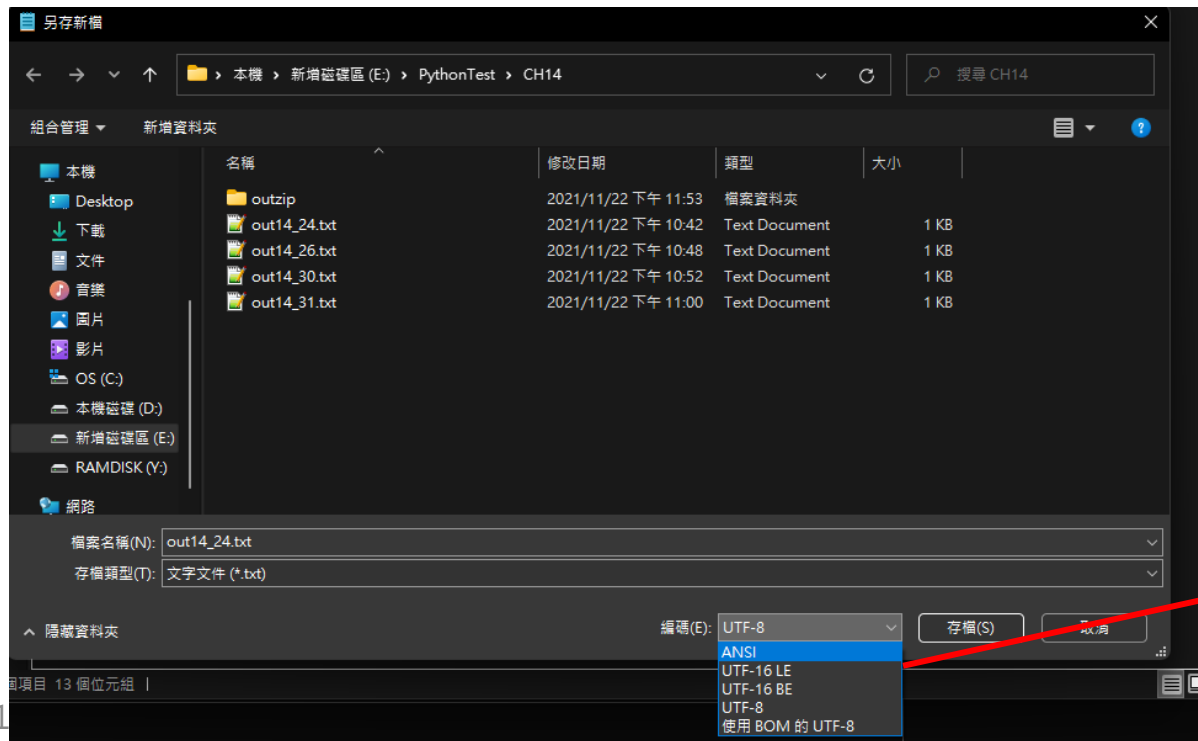 另存新檔
本機 › 新增磁碟區 (E:) › PythonTest › CH14
搜尋 CH14
組合管理 新增資料夾
名稱 修改日期 類型 大小
本機
Desktop
下載
文件
音樂
圖片
影片
OS (C:)
本機磁碟 (D:)
新增磁碟區 (E:)
RAMDISK (Y:)
網路
outzip 2021/11/22 下午 11:53 檔案資料夾
out14_24.txt 2021/11/22 下午 10:42 Text Document 1 KB
out14_26.txt 2021/11/22 下午 10:48 Text Document 1 KB
out14_30.txt 2021/11/22 下午 10:52 Text Document 1 KB
out14_31.txt 2021/11/22 下午 11:00 Text Document 1 KB
檔案名稱(N): out14_24.txt
存檔類型(T): 文字文件 (*.txt)
隱藏資料夾
編碼(E): UTF-8
存檔(S)
取消
ANSI
UTF-16 LE
UTF-16 BE
UTF-8
使用 BOM 的 UTF-8
項目 13 個位元組